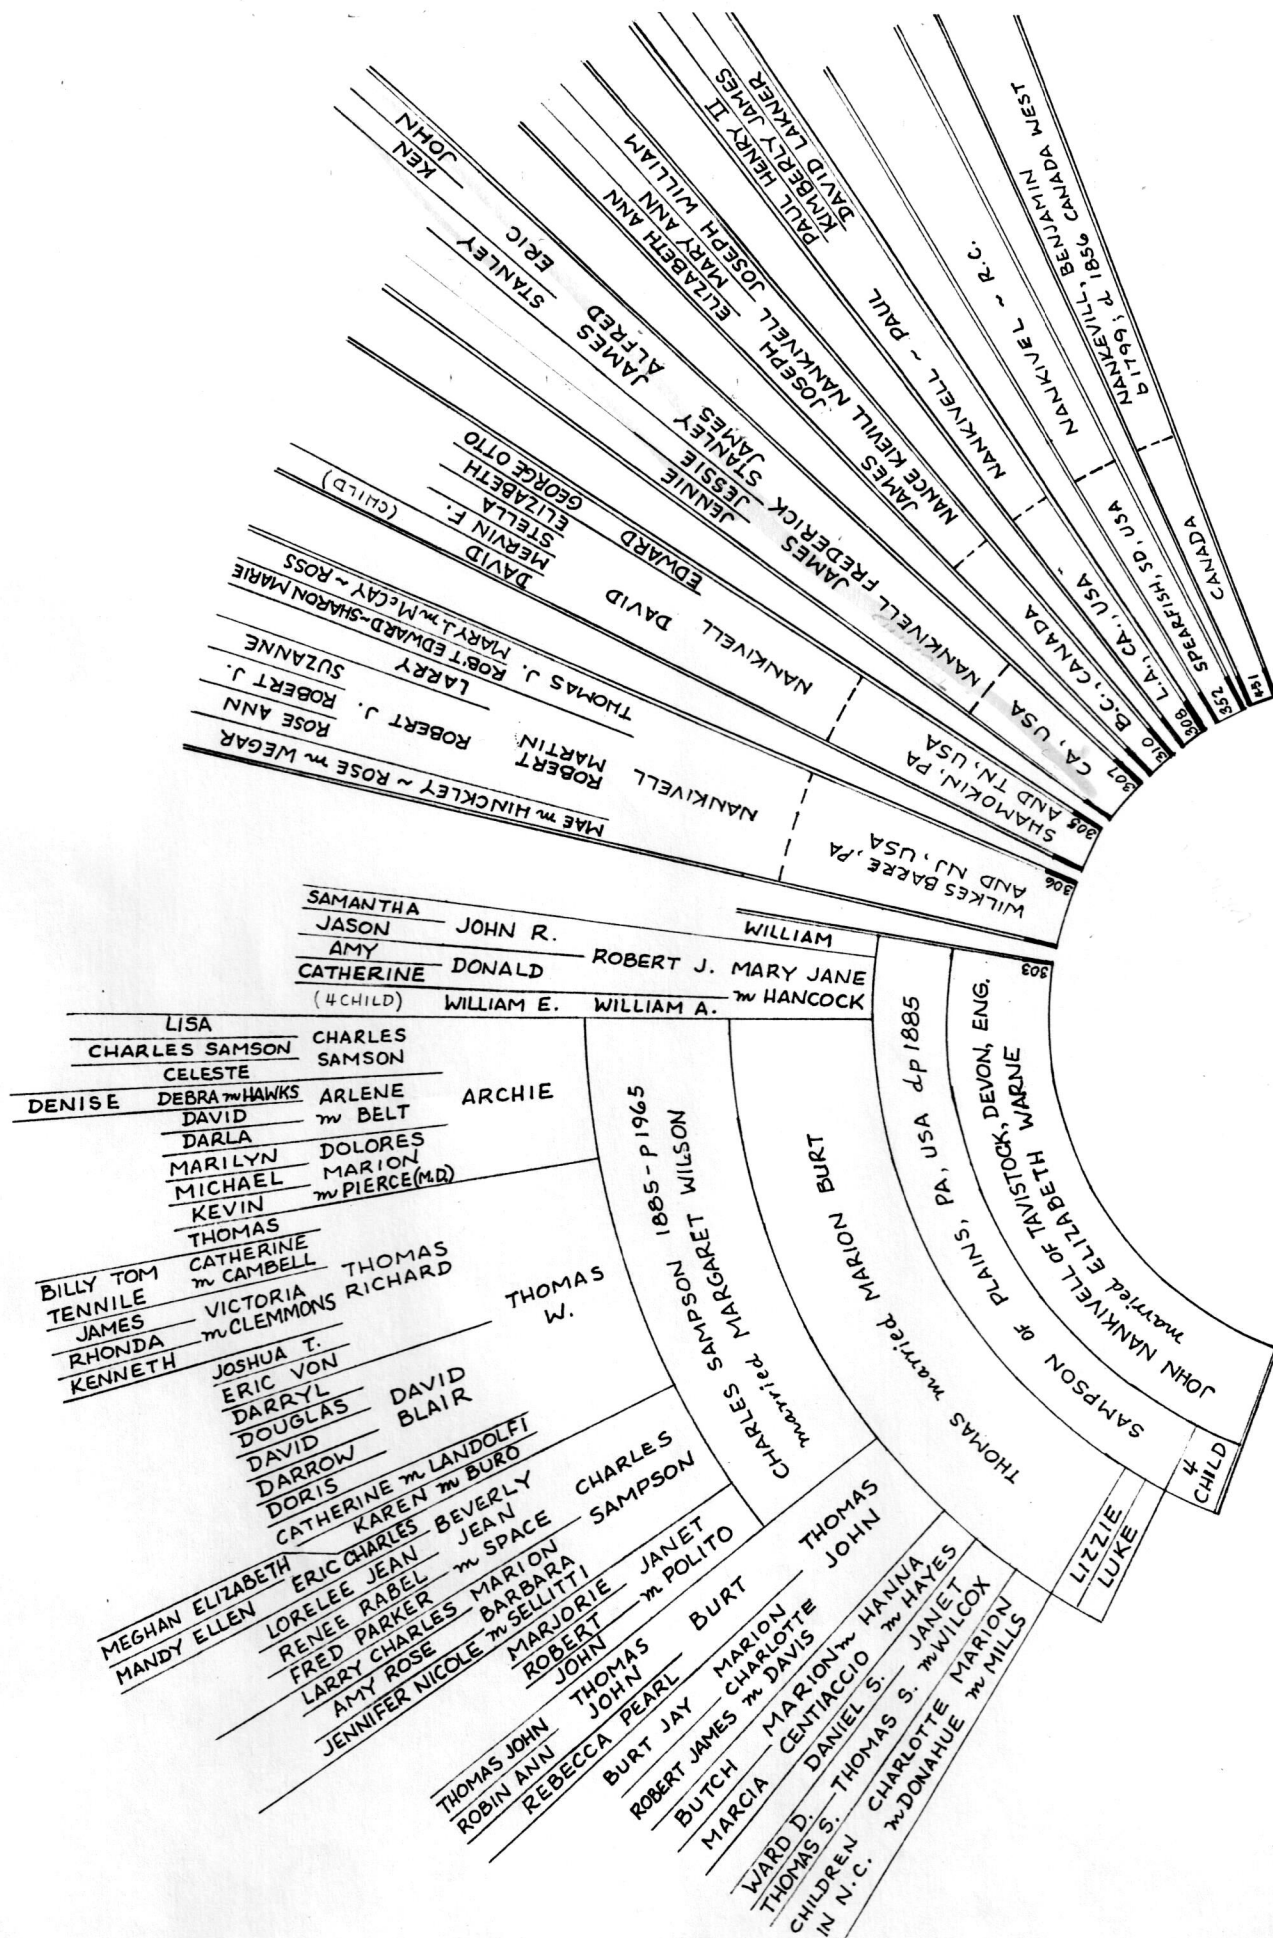 CANADA
NANKEVILL, BENJAMIN
b 1799; d. 1856 CANADA WEST
451
SPEARFISH, SD, USA
NANKIVEL ~ R.C.
352
L.A., CA, USA
NANKIVELL ~ PAUL
PAUL HENRY II
KIMBERLY JAMES
DAVID LAKNER
308
B.C., CANADA
NANCE KIEVILL NANKIVELL
JAMES
JOSEPH
JOSEPH WILLIAM
MARY ANN
ELIZABETH ANN
310
CA, USA
NANKIVELL
JAMES
FREDERICK
JAMES
STANLEY
JESSIE
JENNIE
JAMES
ALFRED
STANLEY
ERIC
JOHN
KEN
307
SHAMOKIN, PA
AND TN, USA
NANKIVELL
DAVID
EDWARD
GEORGE OTTO
ELIZABETH
STELLA
MERVIN F.
DAVID
(CHILD)
305
WILKES BARRE, PA
AND NJ, USA
NANKIVELL
THOMAS J.
MARY J. m McCAY ~ ROSS
ROB'T EDWARD~SHARON MARIE
LARRY
ROBERT
MARTIN
ROBERT J.
SUZANNE
ROBERT J.
ROSE ANN
MAE m HINCKLEY ~ ROSE m WEGAR
306
303
JOHN NANKIVELL OF TAVISTOCK, DEVON, ENG.
married ELIZABETH WARNE
4
CHILD
SAMPSON OF PLAINS, PA, USA dp 1885
LIZZIE
LUKE
WILLIAM
MARY JANE
m HANCOCK
ROBERT J.
WILLIAM A.
JOHN R.
DONALD
WILLIAM E.
SAMANTHA
JASON
AMY
CATHERINE
(4 CHILD)
THOMAS married MARION BURT
CHARLES SAMPSON 1885-P1965
married MARGARET WILSON
ARCHIE
CHARLES
SAMSON
LISA
CHARLES SAMSON
CELESTE
ARLENE
m BELT
DEBRA m HAWKS
DENISE
DAVID
DARLA
DOLORES
MARILYN
MARION
m PIERCE (M.D.)
MICHAEL
KEVIN
THOMAS
THOMAS
W.
THOMAS
RICHARD
CATHERINE
m CAMBELL
BILLY TOM
TENNILE
VICTORIA
m CLEMMONS
JAMES
RHONDA
KENNETH
DAVID
BLAIR
JOSHUA T.
ERIC VON
DARRYL
DOUGLAS
DAVID
DARROW
DORIS
CHARLES
SAMPSON
CATHERINE m LANDOLFI
KAREN m BURO
BEVERLY
JEAN
m SPACE
ERIC CHARLES
MEGHAN ELIZABETH
MANDY ELLEN
LORELEE JEAN
RENEE RABEL
FRED PARKER
MARION
BARBARA
m SELLITTI
LARRY CHARLES
AMY ROSE
JENNIFER NICOLE
JANET
m POLITO
MARJORIE
ROBERT
JOHN
THOMAS
JOHN
BURT
THOMAS
JOHN
THOMAS JOHN
ROBIN ANN
REBECCA PEARL
MARION
CHARLOTTE
m DAVIS
BURT JAY
ROBERT JAMES
HANNA
m HAYES
MARION m
CENTIACCIO
BUTCH
MARCIA
DANIEL S.
JANET
m WILCOX
THOMAS S.
WARD D.
THOMAS S.
MARION
m MILLS
CHARLOTTE
m DONAHUE
CHILDREN
IN N.C.